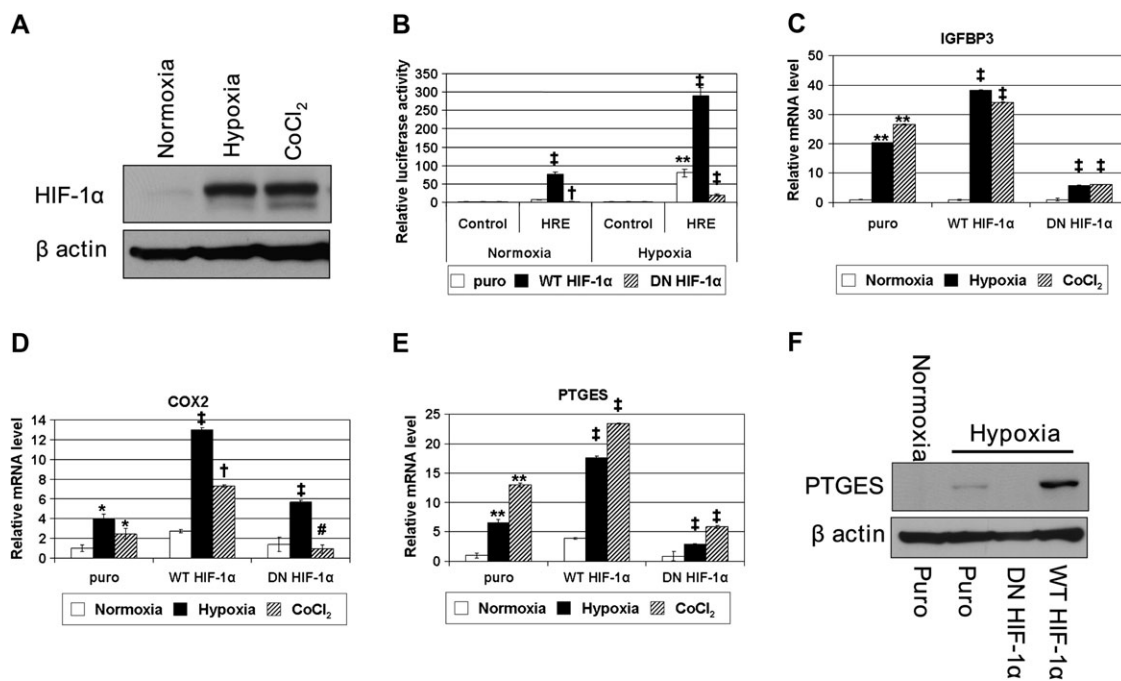 A
Normoxia
Hypoxia
CoCl₂
HIF-1α
β actin
B
Relative luciferase activity
350
300
250
200
150
100
50
0
‡
†
**
‡
‡
Control HRE Control HRE
Normoxia Hypoxia
puro WT HIF-1α DN HIF-1α
C
IGFBP3
Relative mRNA level
50
40
30
20
10
0
** **
‡ ‡
‡ ‡
puro WT HIF-1α DN HIF-1α
Normoxia Hypoxia CoCl₂
D
COX2
Relative mRNA level
14
12
10
8
6
4
2
0
* *
‡ †
‡ #
puro WT HIF-1α DN HIF-1α
Normoxia Hypoxia CoCl₂
E
PTGES
Relative mRNA level
25
20
15
10
5
0
** **
‡ ‡
‡ ‡
puro WT HIF-1α DN HIF-1α
Normoxia Hypoxia CoCl₂
F
Normoxia
Hypoxia
PTGES
β actin
Puro
Puro
DN HIF-1α
WT HIF-1α